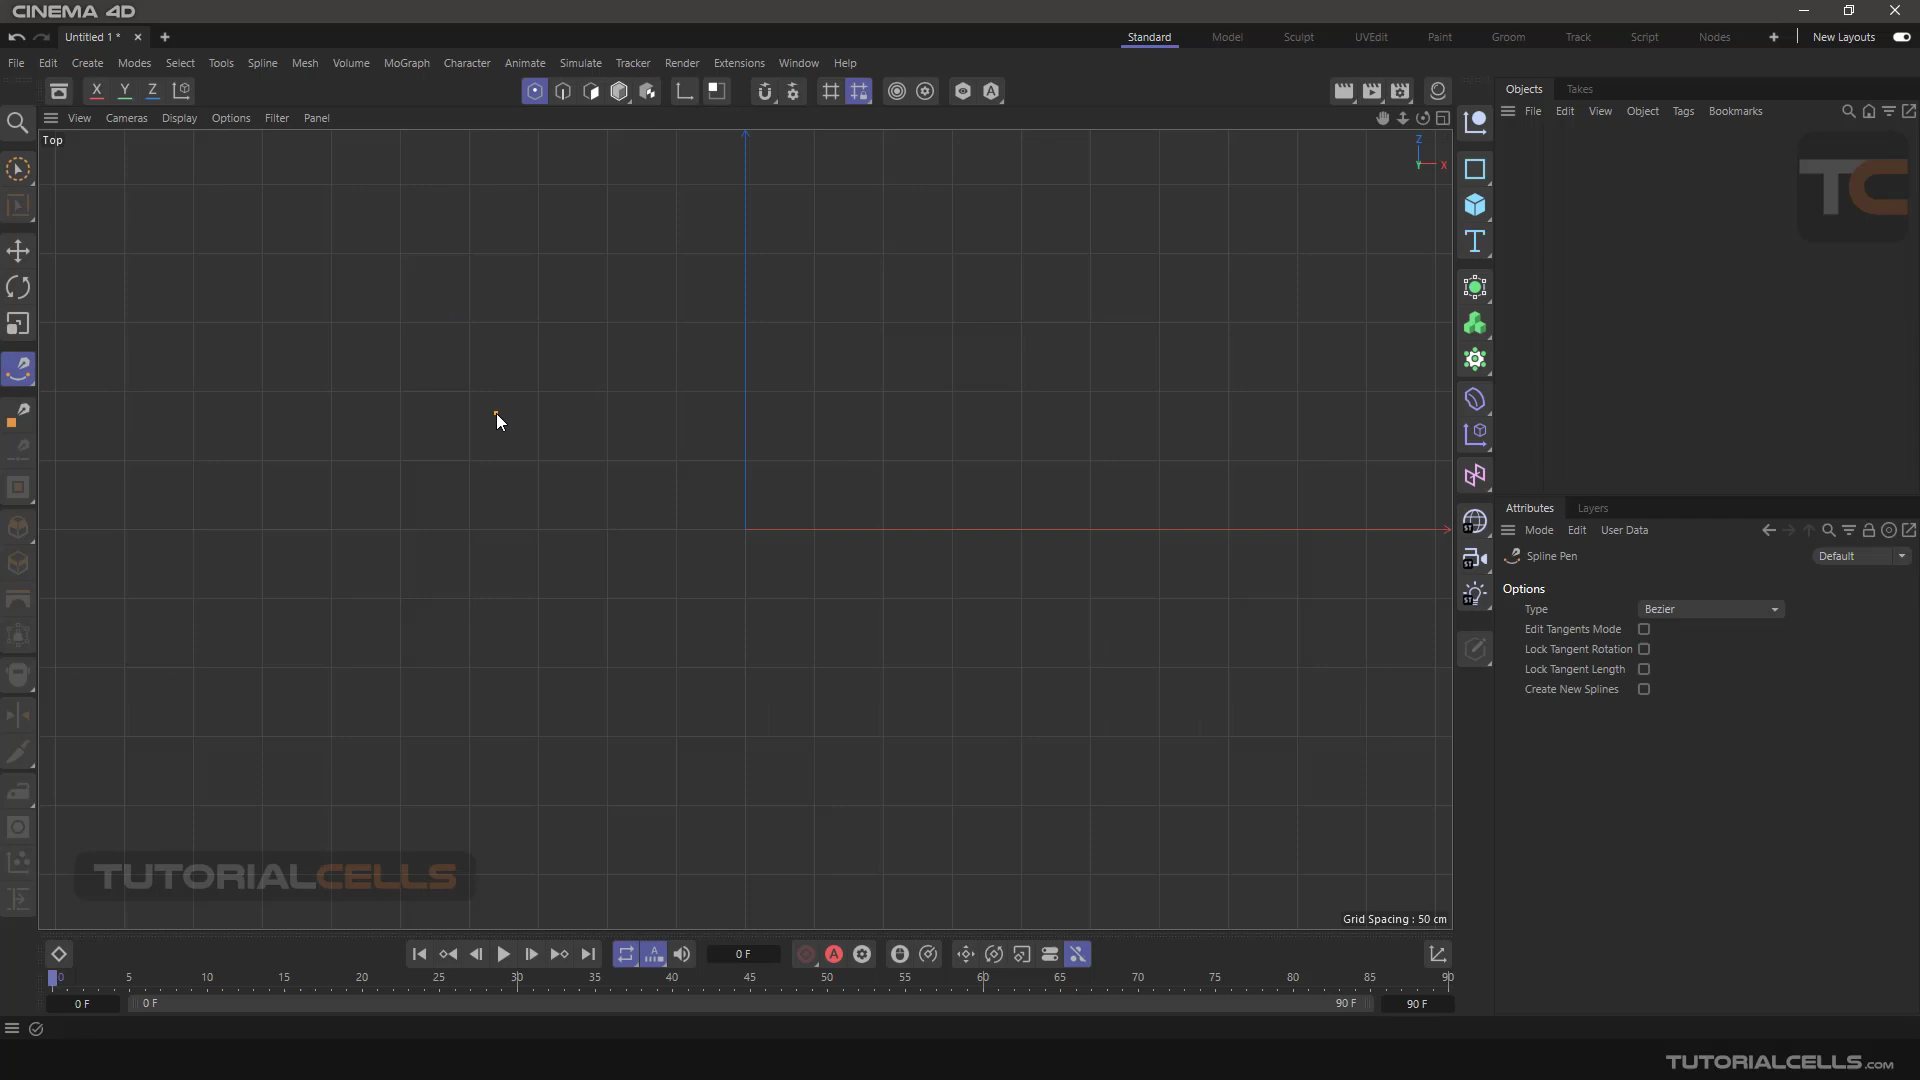 CINEMA 4D
Untitled 1 *
Standard Model Sculpt UVEdit Paint Groom Track Script Nodes New Layouts
File Edit Create Modes Select Tools Spline Mesh Volume MoGraph Character Animate Simulate Tracker Render Extensions Window Help
X Y Z
Objects Takes
File Edit View Object Tags Bookmarks
View Cameras Display Options Filter Panel
Top
Z
Y X
TC
Attributes Layers
Mode Edit User Data
Spline Pen Default
Options
Type Bezier
Edit Tangents Mode
Lock Tangent Rotation
Lock Tangent Length
Create New Splines
TUTORIALCELLS
Grid Spacing : 50 cm
0 F
0 5 10 15 20 25 30 35 40 45 50 55 60 65 70 75 80 85 90
0 F 0 F 90 F 90 F
TUTORIALCELLS.com